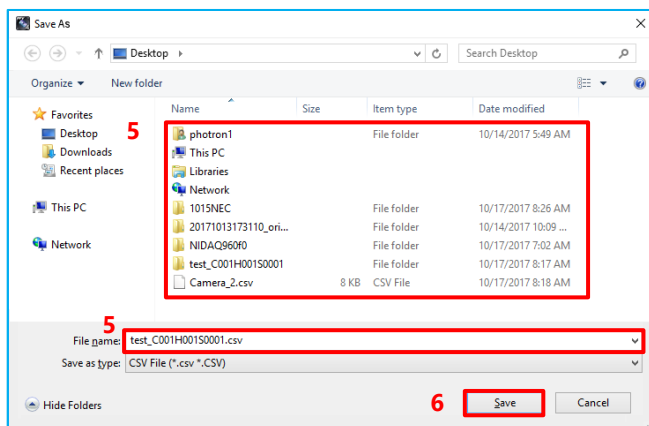 Save As
Desktop
Search Desktop
Organize
New folder
Name Size Item type Date modified
Favorites
Desktop
Downloads
Recent places
This PC
Network
5
photron1 File folder 10/14/2017 5:49 AM
This PC
Libraries
Network
1015NEC File folder 10/17/2017 8:26 AM
20171013173110_ori... File folder 10/14/2017 10:09 ...
NIDAQ960f0 File folder 10/17/2017 7:02 AM
test_C001H001S0001 File folder 10/17/2017 8:17 AM
Camera_2.csv 8 KB CSV File 10/17/2017 8:18 AM
5
File name: test_C001H001S0001.csv
Save as type: CSV File (*.csv *.CSV)
Hide Folders
6
Save
Cancel